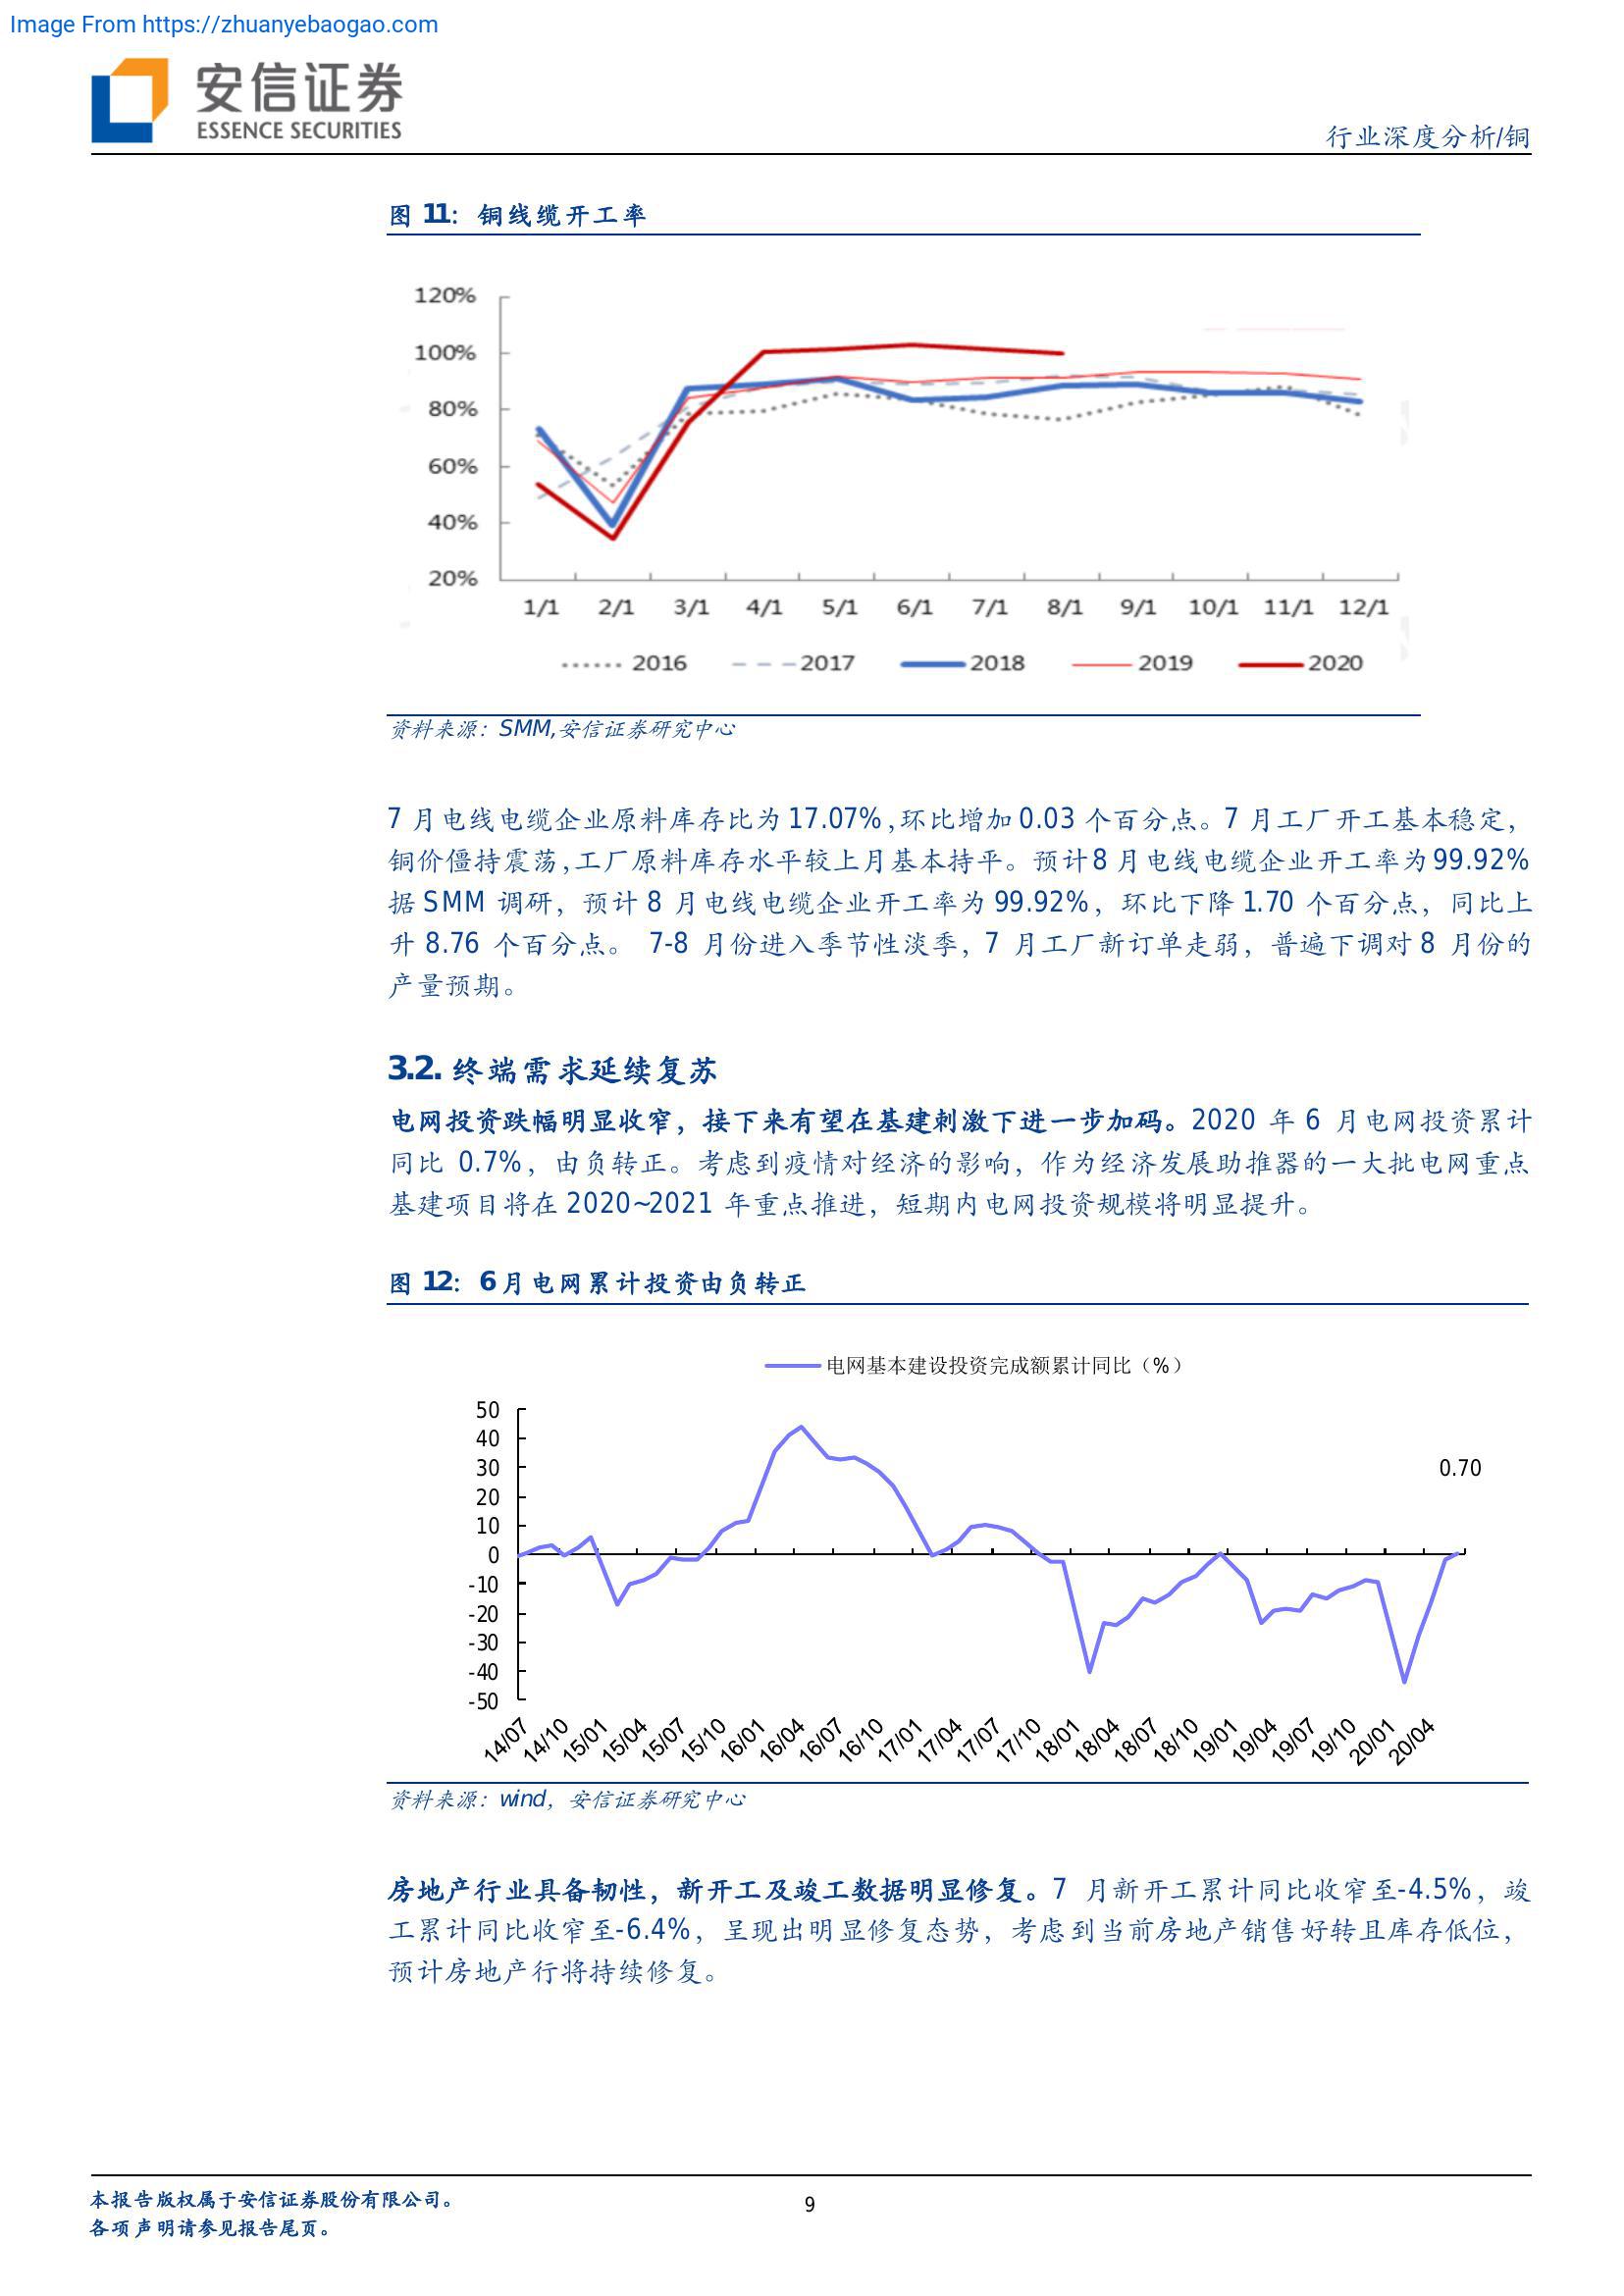 Image From https://zhuanyebaogao.com
安信证券
ESSENCE SECURITIES
行业深度分析/铜
图 11：铜线缆开工率
120%
100%
80%
60%
40%
20%
1/1 2/1 3/1 4/1 5/1 6/1 7/1 8/1 9/1 10/1 11/1 12/1
2016 2017 2018 2019 2020
资料来源：SMM,安信证券研究中心
7 月电线电缆企业原料库存比为 17.07%,环比增加 0.03 个百分点。7 月工厂开工基本稳定，
铜价僵持震荡,工厂原料库存水平较上月基本持平。预计 8 月电线电缆企业开工率为 99.92%
据 SMM 调研，预计 8 月电线电缆企业开工率为 99.92%，环比下降 1.70 个百分点，同比上
升 8.76 个百分点。 7-8 月份进入季节性淡季，7 月工厂新订单走弱，普遍下调对 8 月份的
产量预期。
3.2. 终端需求延续复苏
电网投资跌幅明显收窄，接下来有望在基建刺激下进一步加码。2020 年 6 月电网投资累计
同比 0.7%，由负转正。考虑到疫情对经济的影响，作为经济发展助推器的一大批电网重点
基建项目将在 2020~2021 年重点推进，短期内电网投资规模将明显提升。
图 12：6 月电网累计投资由负转正
电网基本建设投资完成额累计同比（%）
50
40
30
20
10
0
-10
-20
-30
-40
-50
0.70
14/07 14/10 15/01 15/04 15/07 15/10 16/01 16/04 16/07 16/10 17/01 17/04 17/07 17/10 18/01 18/04 18/07 18/10 19/01 19/04 19/07 19/10 20/01 20/04
资料来源：wind，安信证券研究中心
房地产行业具备韧性，新开工及竣工数据明显修复。7 月新开工累计同比收窄至-4.5%，竣
工累计同比收窄至-6.4%，呈现出明显修复态势，考虑到当前房地产销售好转且库存低位，
预计房地产行将持续修复。
本报告版权属于安信证券股份有限公司。
各项声明请参见报告尾页。
9